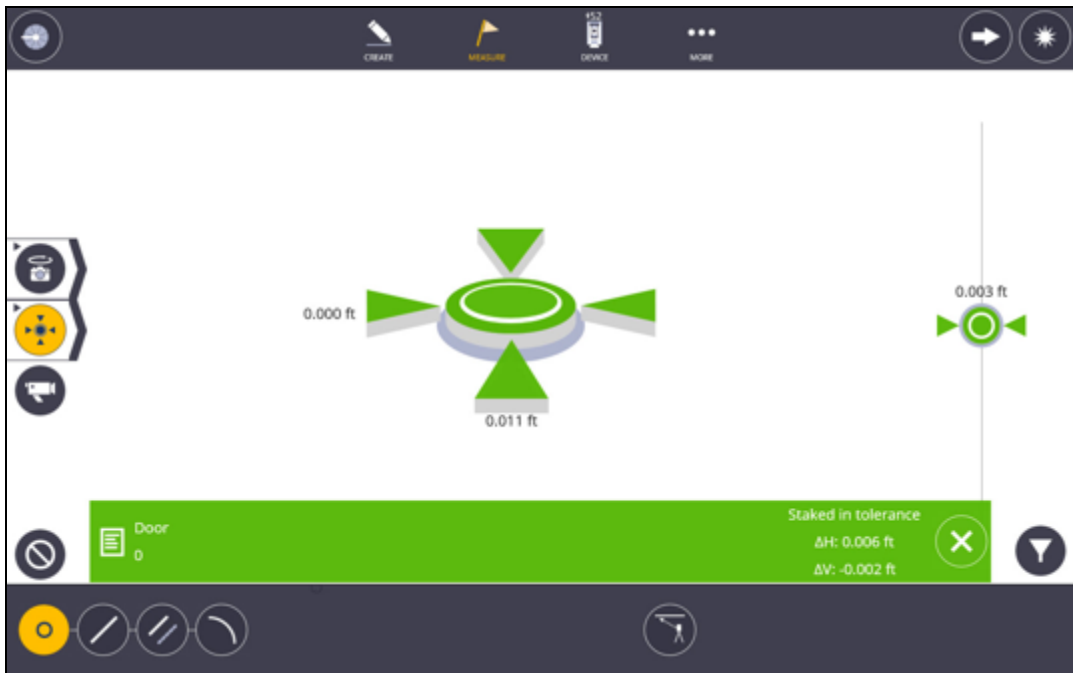 +52
CREATE
MEASURE
DEVICE
MORE
0.003 ft
0.000 ft
0.011 ft
Door
0
Staked in tolerance
ΔH: 0.006 ft
ΔV: -0.002 ft